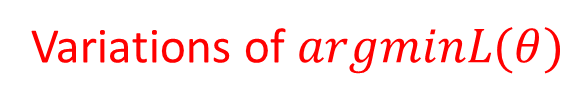 Variations of 𝑎𝑟𝑔𝑚𝑖𝑛𝐿(𝜃)